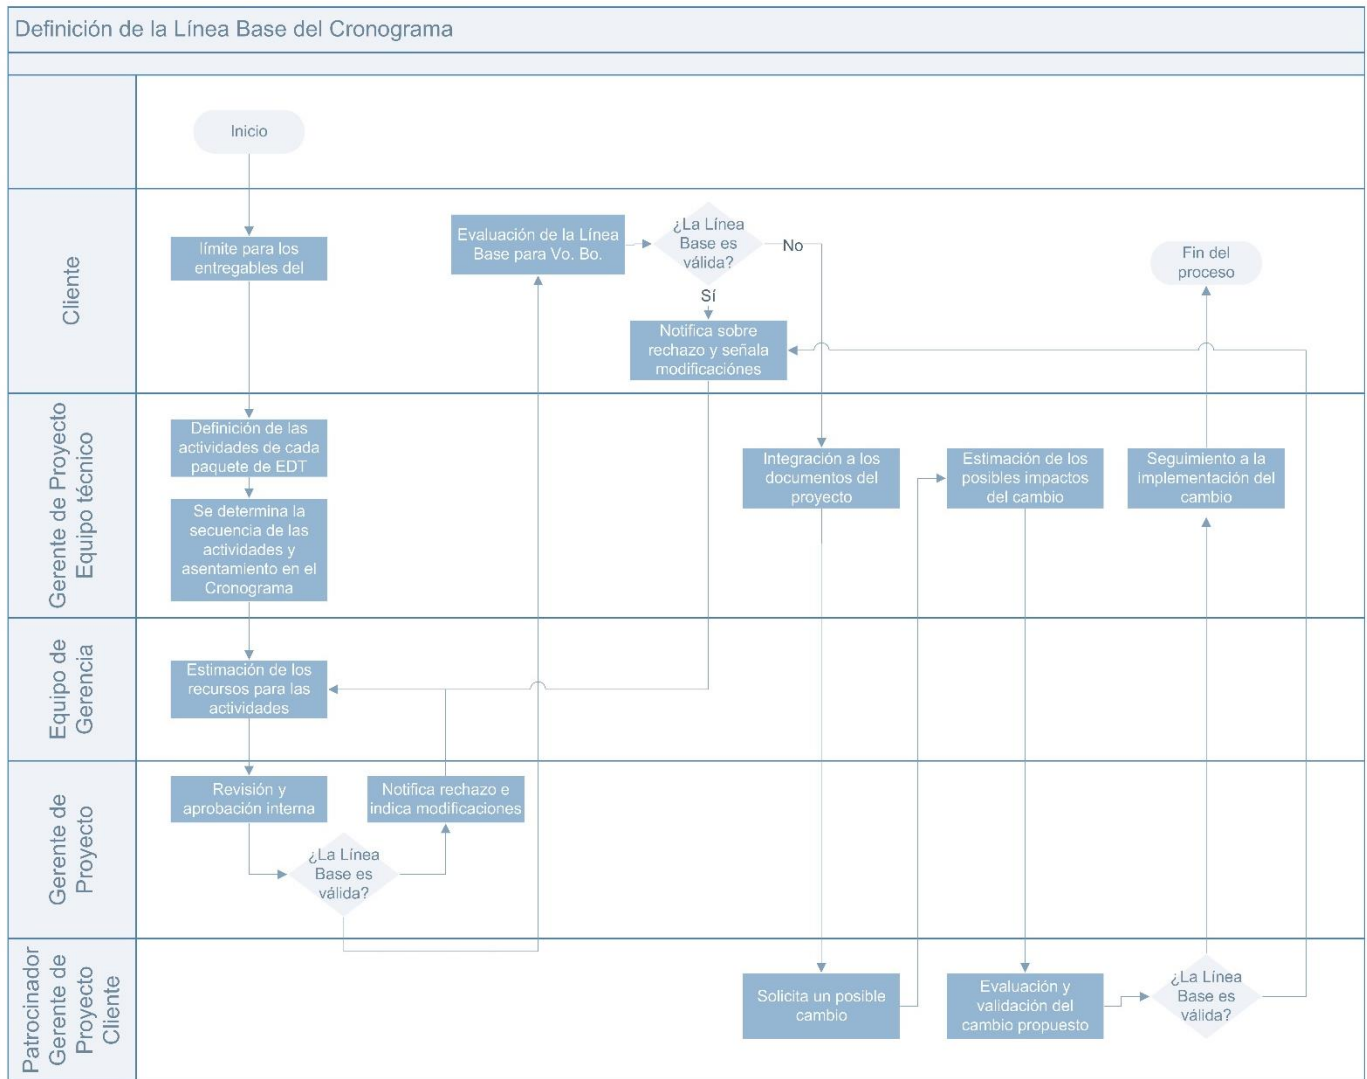 Definición de la Línea Base del Cronograma
Inicio
Cliente
límite para los
entregables del
Evaluación de la Línea
Base para Vo. Bo.
¿La Línea
Base es
válida?
No
Sí
Notifica sobre
rechazo y señala
modificaciónes
Fin del
proceso
Gerente de Proyecto
Equipo técnico
Definición de las
actividades de cada
paquete de EDT
Se determina la
secuencia de las
actividades y
asentamiento en el
Cronograma
Integración a los
documentos del
proyecto
Estimación de los
posibles impactos
del cambio
Seguimiento a la
implementación del
cambio
Equipo de
Gerencia
Estimación de los
recursos para las
actividades
Gerente de
Proyecto
Revisión y
aprobación interna
Notifica rechazo e
indica modificaciones
¿La Línea
Base es
válida?
Patrocinador
Gerente de
Proyecto
Cliente
Solicita un posible
cambio
Evaluación y
validación del
cambio propuesto
¿La Línea
Base es
válida?